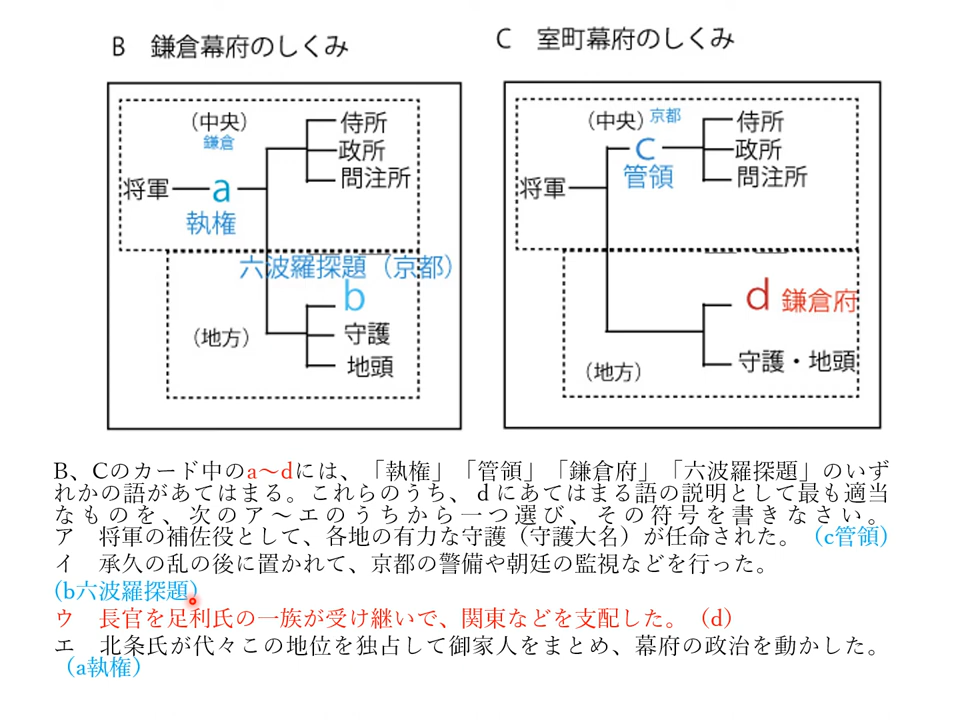 B 鎌倉幕府のしくみ
(中央)
鎌倉
侍所
政所
問注所
将軍
a
執権
六波羅探題（京都）
b
(地方)
守護
地頭
C 室町幕府のしくみ
(中央)
京都
侍所
政所
問注所
将軍
c
管領
d 鎌倉府
守護・地頭
(地方)
B、Cのカード中のa～dには、「執権」「管領」「鎌倉府」「六波羅探題」のいず
れかの語があてはまる。これらのうち、dにあてはまる語の説明として最も適当
なものを、次のア～エのうちから一つ選び、その符号を書きなさい。
ア 将軍の補佐役として、各地の有力な守護（守護大名）が任命された。（c管領）
イ 承久の乱の後に置かれて、京都の警備や朝廷の監視などを行った。
(b六波羅探題)
ウ 長官を足利氏の一族が受け継いで、関東などを支配した。（d）
エ 北条氏が代々この地位を独占して御家人をまとめ、幕府の政治を動かした。
（a執権）